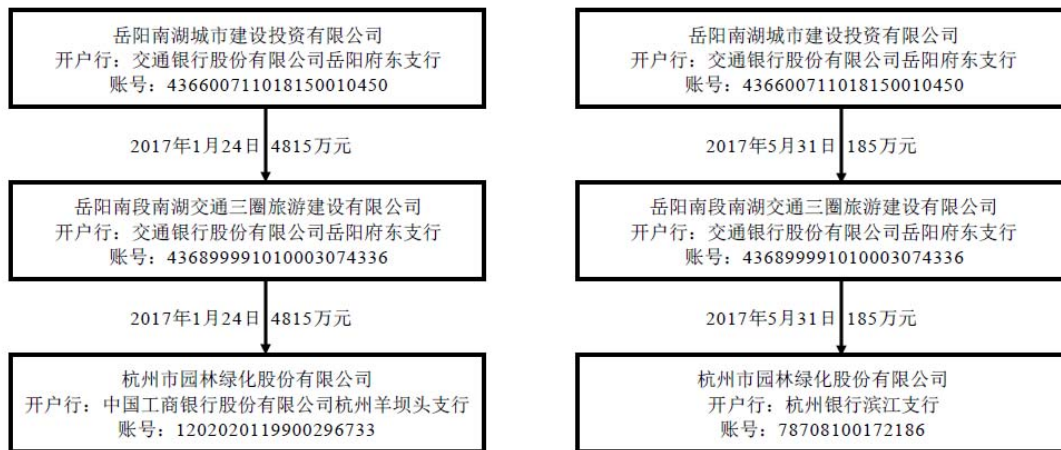 岳阳南湖城市建设投资有限公司
开户行：交通银行股份有限公司岳阳府东支行
账号：436600711018150010450
2017年1月24日 4815万元
岳阳南段南湖交通三圈旅游建设有限公司
开户行：交通银行股份有限公司岳阳府东支行
账号：436899991010003074336
2017年1月24日 4815万元
杭州市园林绿化股份有限公司
开户行：中国工商银行股份有限公司杭州羊坝头支行
账号：1202020119900296733
岳阳南湖城市建设投资有限公司
开户行：交通银行股份有限公司岳阳府东支行
账号：436600711018150010450
2017年5月31日 185万元
岳阳南段南湖交通三圈旅游建设有限公司
开户行：交通银行股份有限公司岳阳府东支行
账号：436899991010003074336
2017年5月31日 185万元
杭州市园林绿化股份有限公司
开户行：杭州银行滨江支行
账号：78708100172186